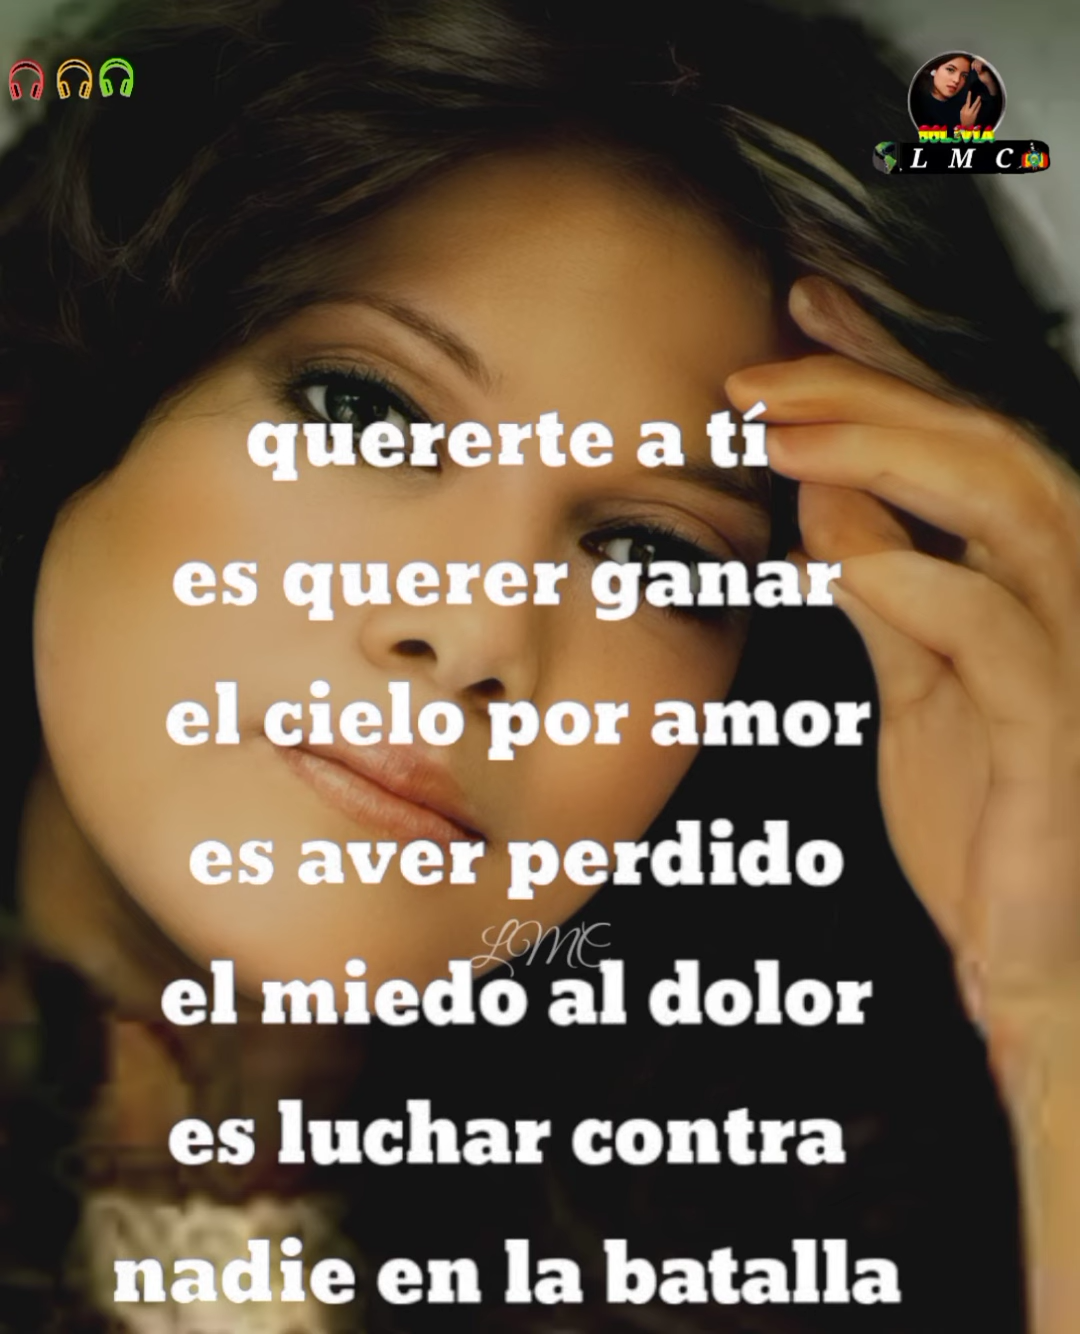 BOLIVIA
L M C
quererte a tí
es querer ganar
el cielo por amor
es aver perdido
LMC
el miedo al dolor
es luchar contra
nadie en la batalla